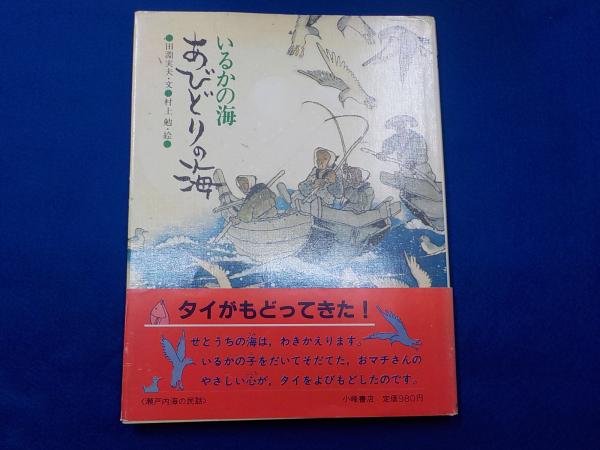 いるかの海
あびどりの海
●田淵実夫・文●村上勉・絵●
タイがもどってきた!
せとうちの海は,わきかえります。
いるかの子をだいてそだてた,おマチさんの
やさしい心が,タイをよびもどしたのです。
〈瀬戸内海の民話〉
小峰書店 定価980円